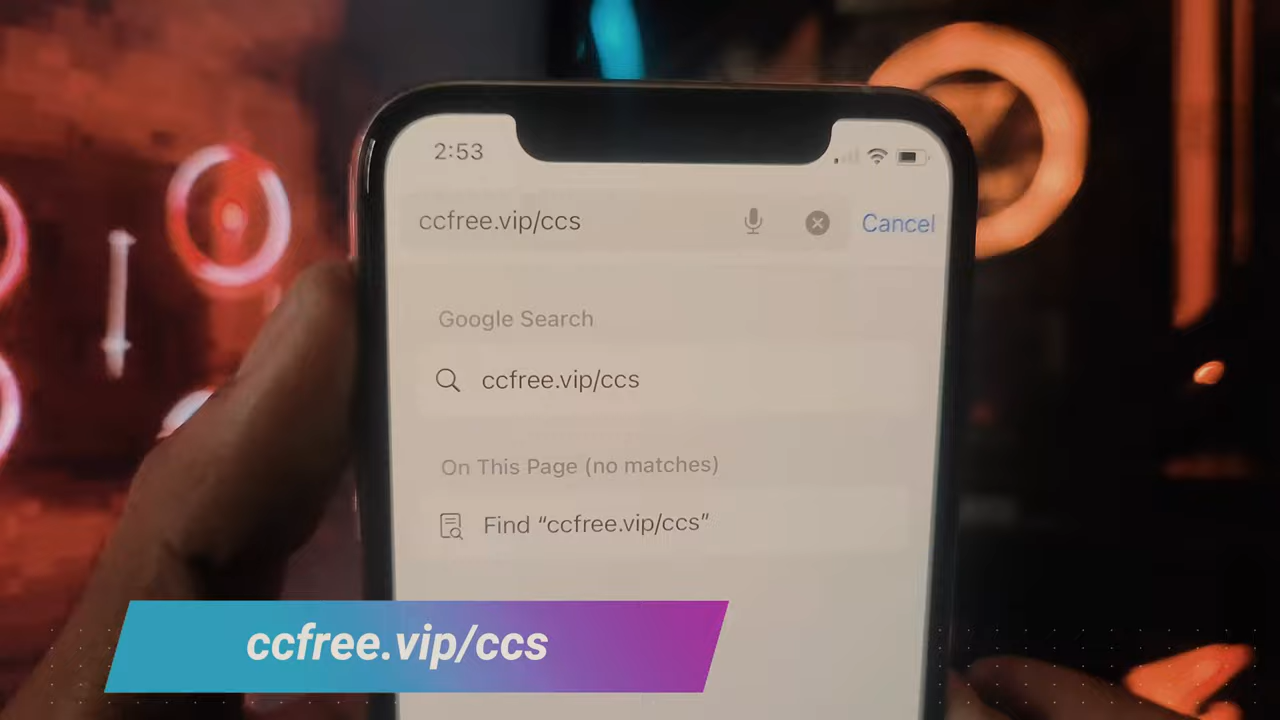 2:53
ccfree.vip/ccs
Cancel
Google Search
ccfree.vip/ccs
On This Page (no matches)
Find “ccfree.vip/ccs”
ccfree.vip/ccs